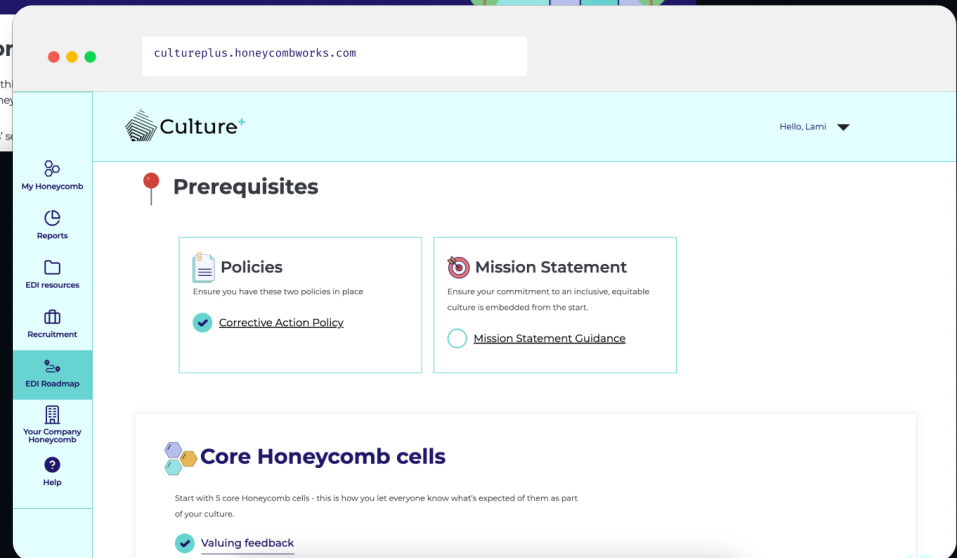 cultureplus.honeycombworks.com
Culture+
Hello, Lami
My Honeycomb
Reports
EDI resources
Recruitment
EDI Roadmap
Your Company
Honeycomb
Help
Prerequisites
Policies
Ensure you have these two policies in place
Corrective Action Policy
Mission Statement
Ensure your commitment to an inclusive, equitable
culture is embedded from the start.
Mission Statement Guidance
Core Honeycomb cells
Start with 5 core Honeycomb cells - this is how you let everyone know what's expected of them as part
of your culture.
Valuing feedback